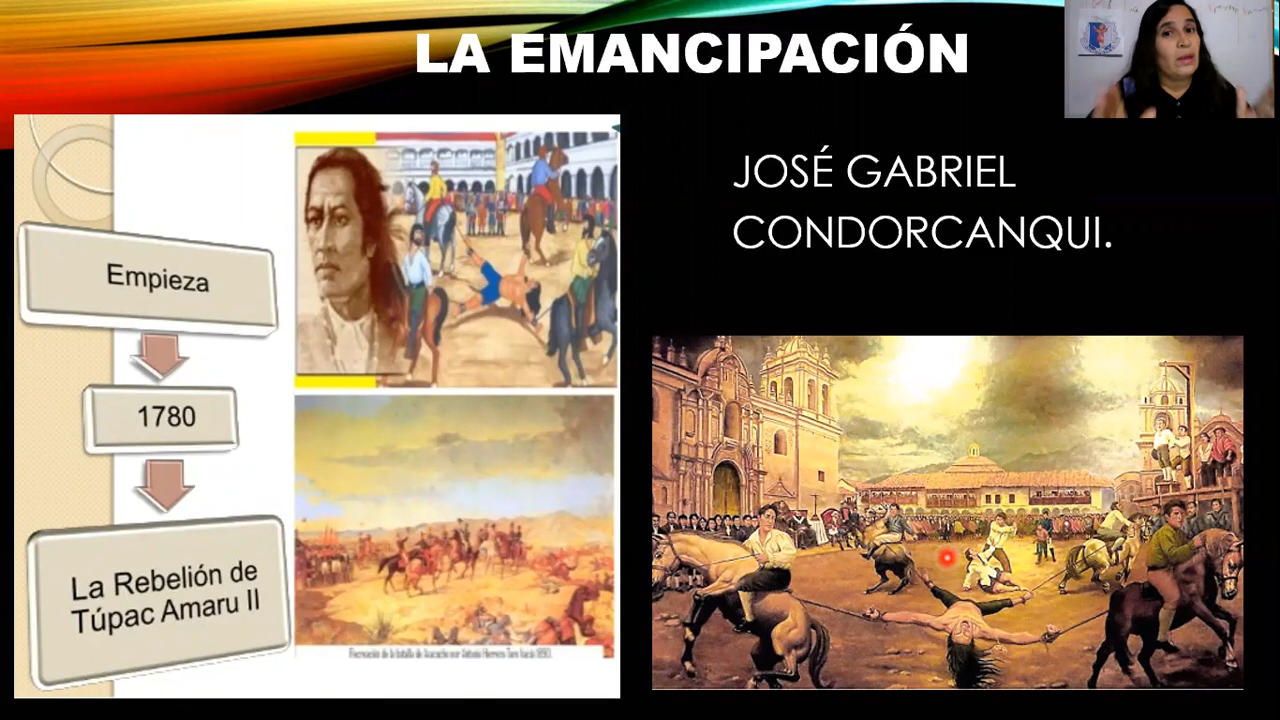 LA EMANCIPACIÓN
Empieza
1780
La Rebelión de
Túpac Amaru II
JOSÉ GABRIEL
CONDORCANQUI.